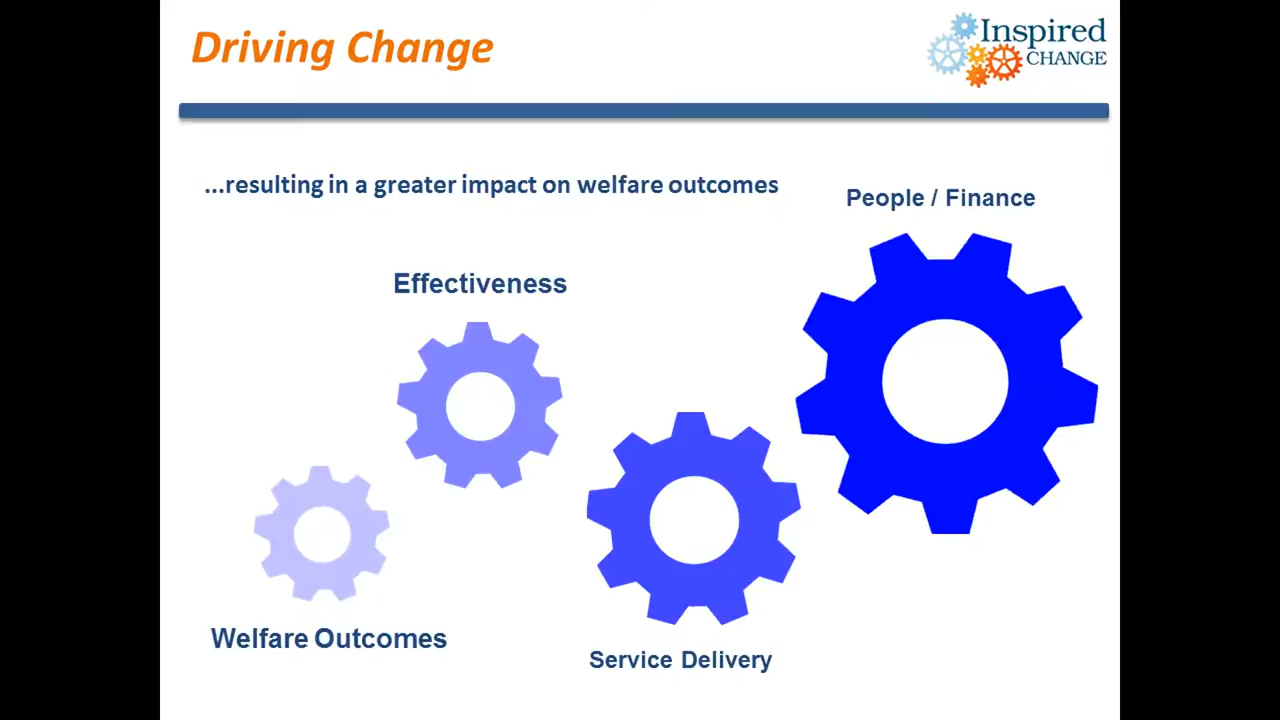 Driving Change
Inspired
CHANGE
...resulting in a greater impact on welfare outcomes
People / Finance
Effectiveness
Welfare Outcomes
Service Delivery